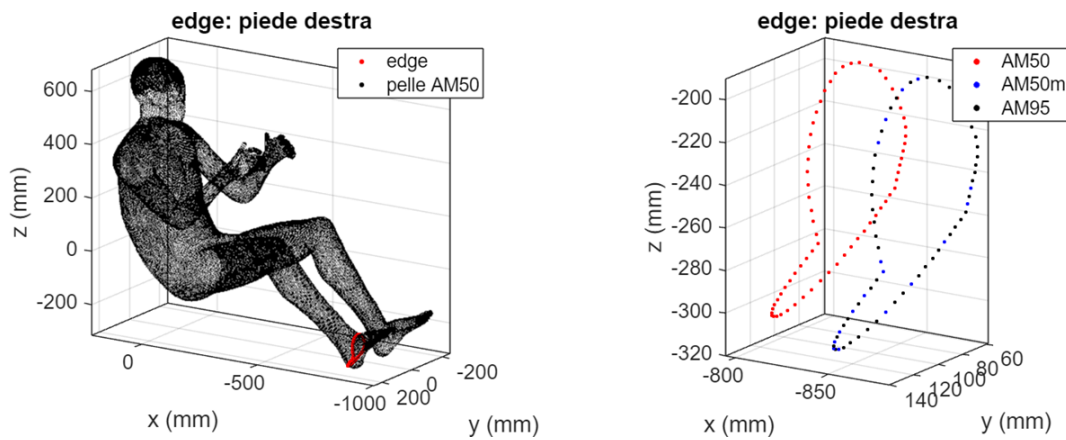 edge: piede destra
edge
pelle AM50
600
400
200
0
-200
z (mm)
0
-500
-1000
x (mm)
200
0
-200
y (mm)
edge: piede destra
AM50
AM50m
AM95
-200
-220
-240
-260
-280
-300
-320
z (mm)
-800
-850
x (mm)
140
120
100
80
60
y (mm)